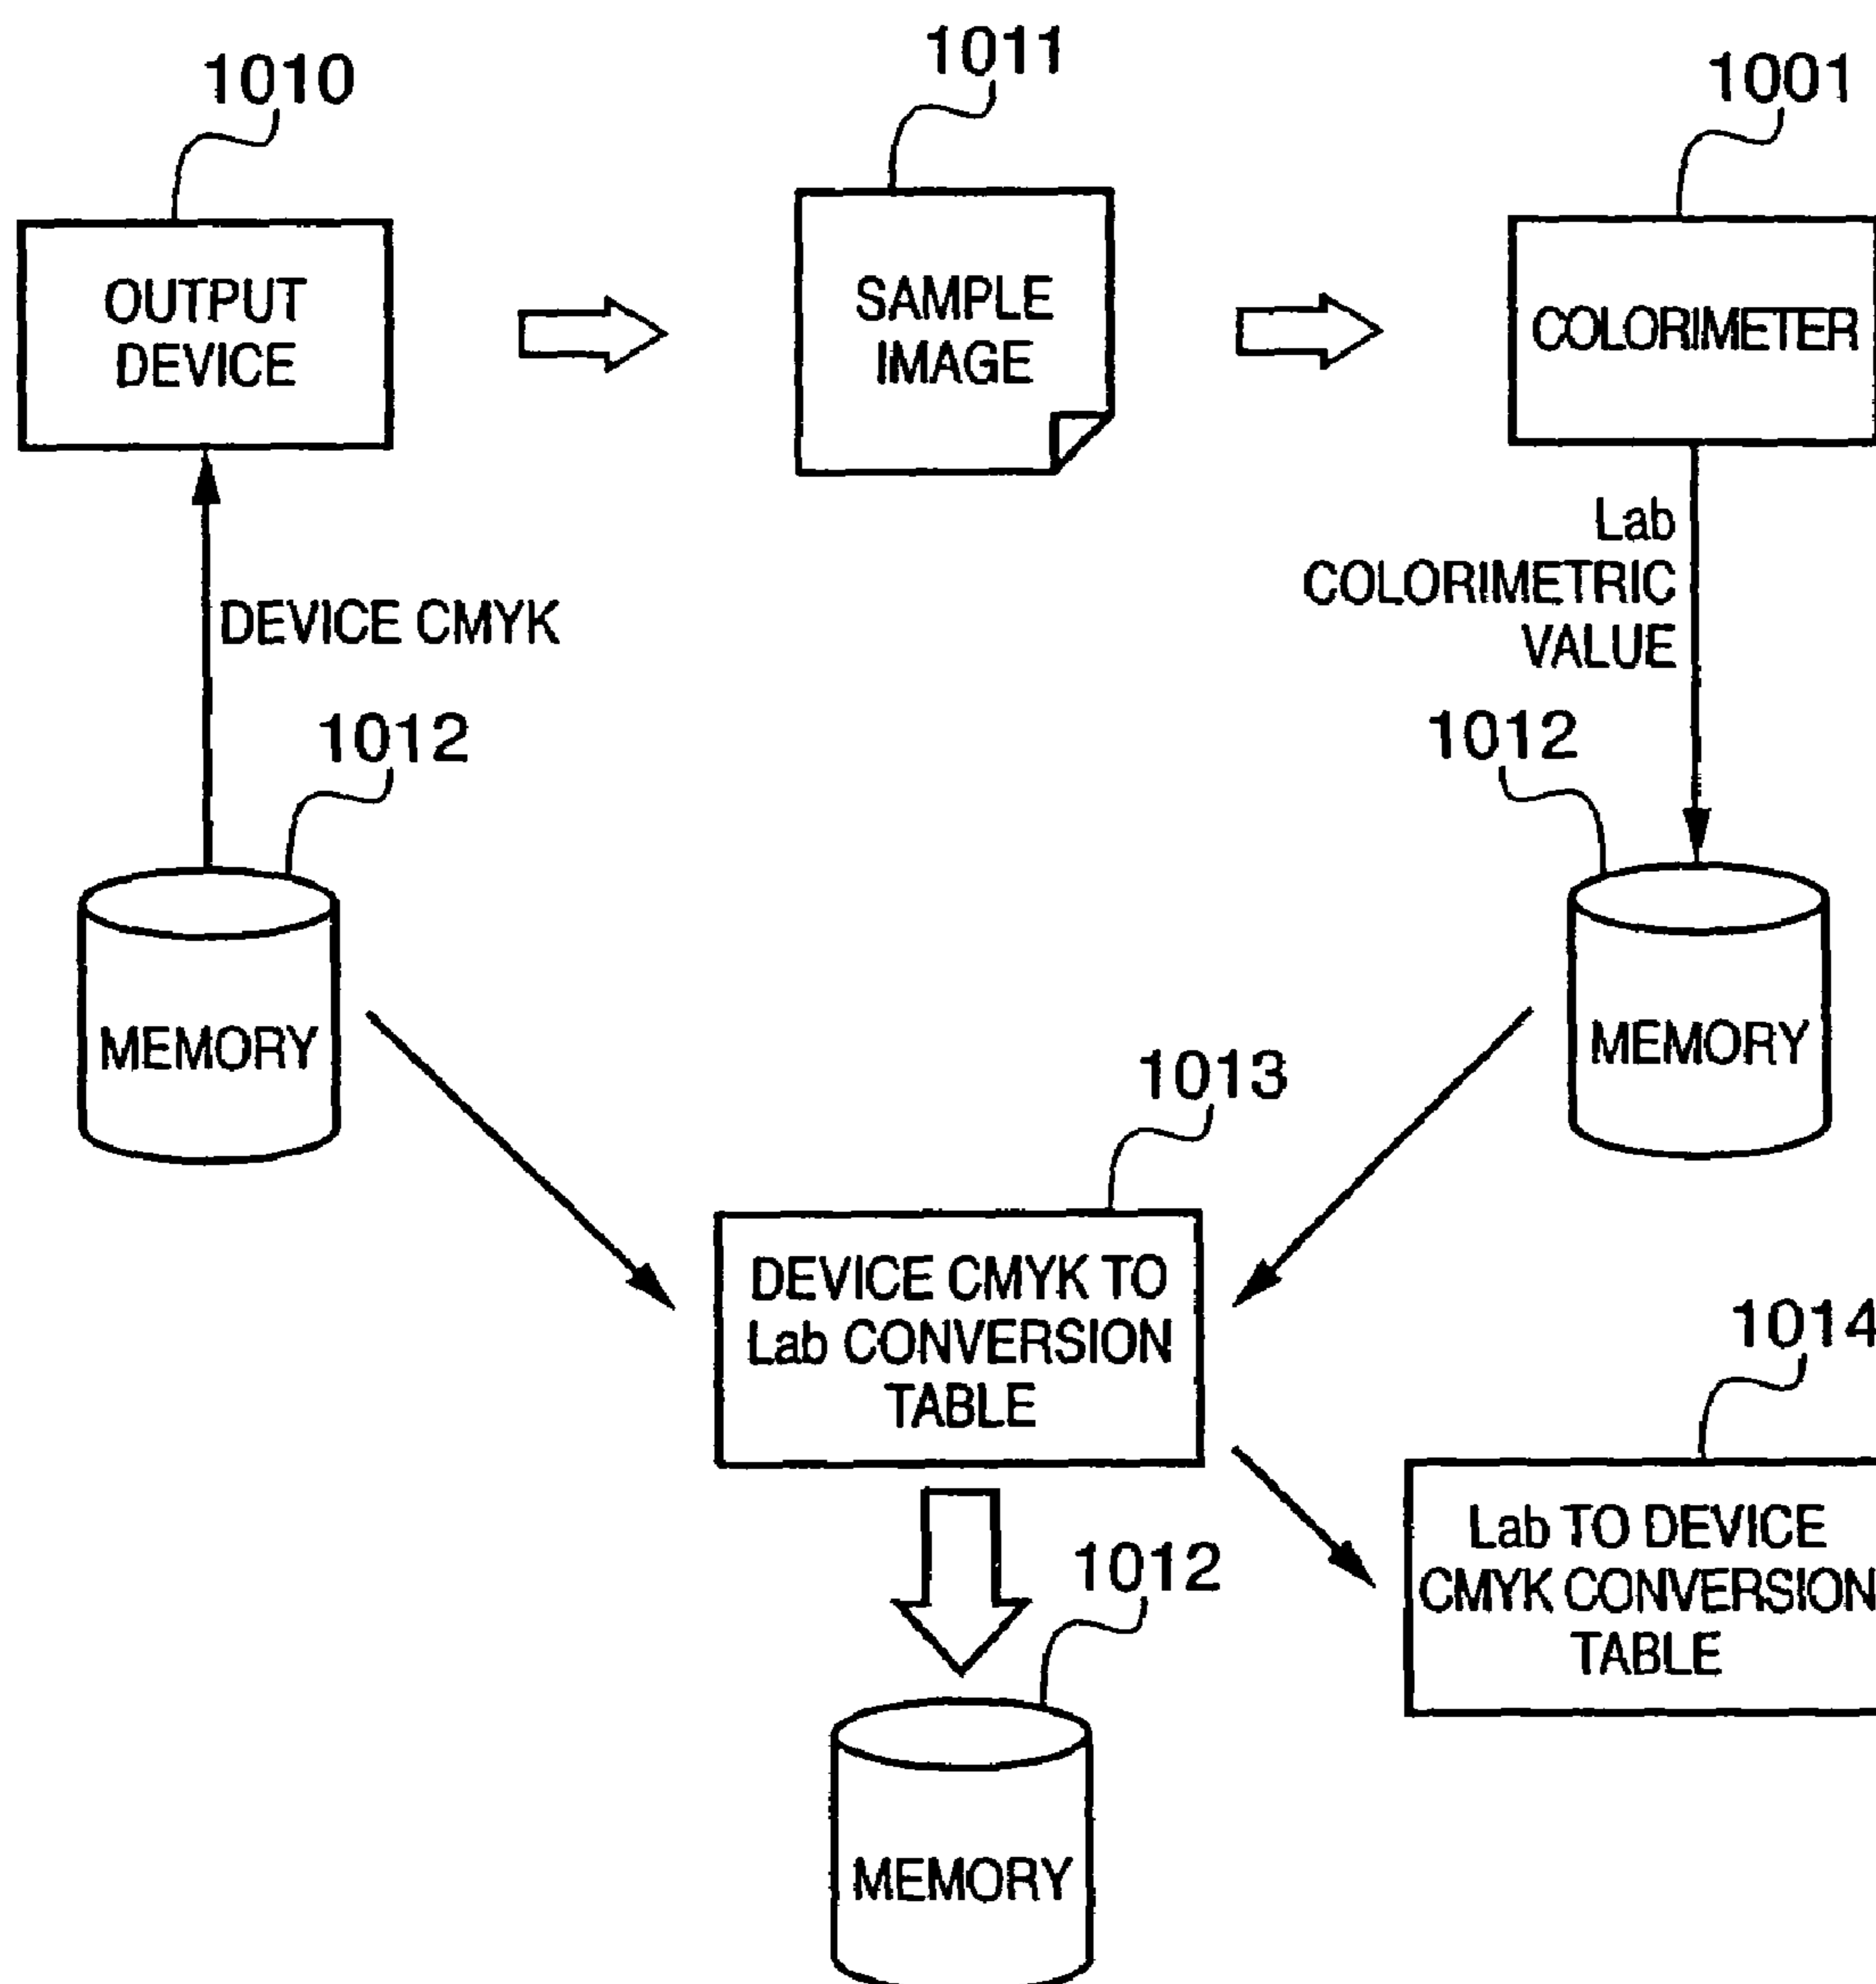 1010
1011
1001
OUTPUT
DEVICE
SAMPLE
IMAGE
COLORIMETER
Lab
COLORIMETRIC
VALUE
DEVICE CMYK
1012
1012
MEMORY
MEMORY
1013
DEVICE CMYK TO
Lab CONVERSION
TABLE
1014
Lab TO DEVICE
CMYK CONVERSION
TABLE
1012
MEMORY